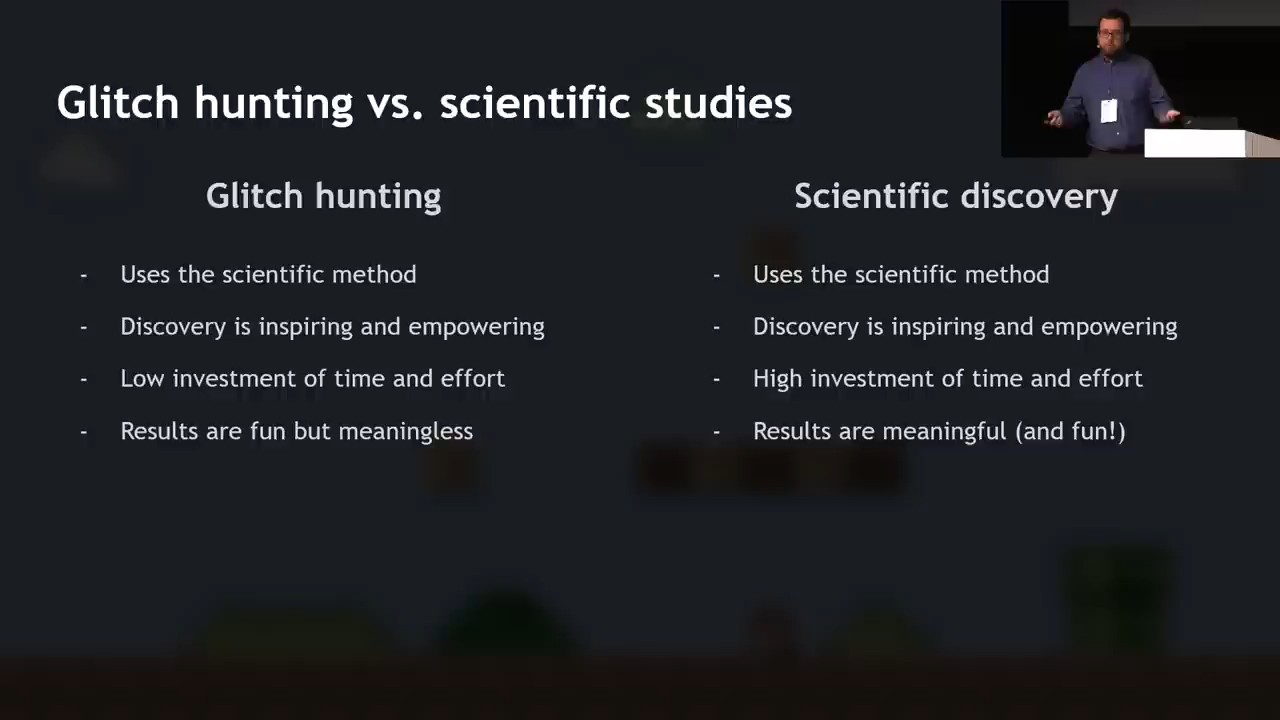 Glitch hunting vs. scientific studies
Glitch hunting
- Uses the scientific method
- Discovery is inspiring and empowering
- Low investment of time and effort
- Results are fun but meaningless
Scientific discovery
- Uses the scientific method
- Discovery is inspiring and empowering
- High investment of time and effort
- Results are meaningful (and fun!)